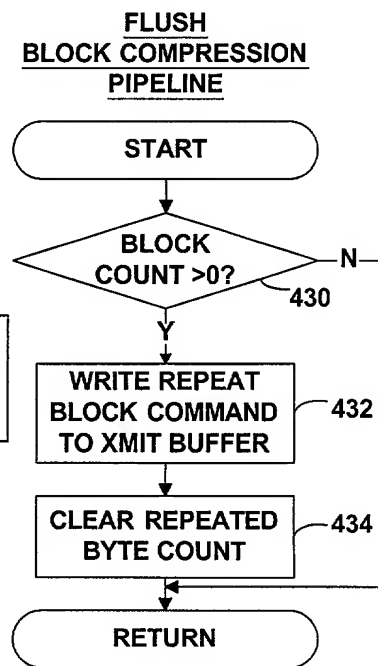 FLUSH
BLOCK COMPRESSION
PIPELINE
START
BLOCK
COUNT >0?
N
430
Y
WRITE REPEAT
BLOCK COMMAND
TO XMIT BUFFER
432
CLEAR REPEATED
BYTE COUNT
434
RETURN